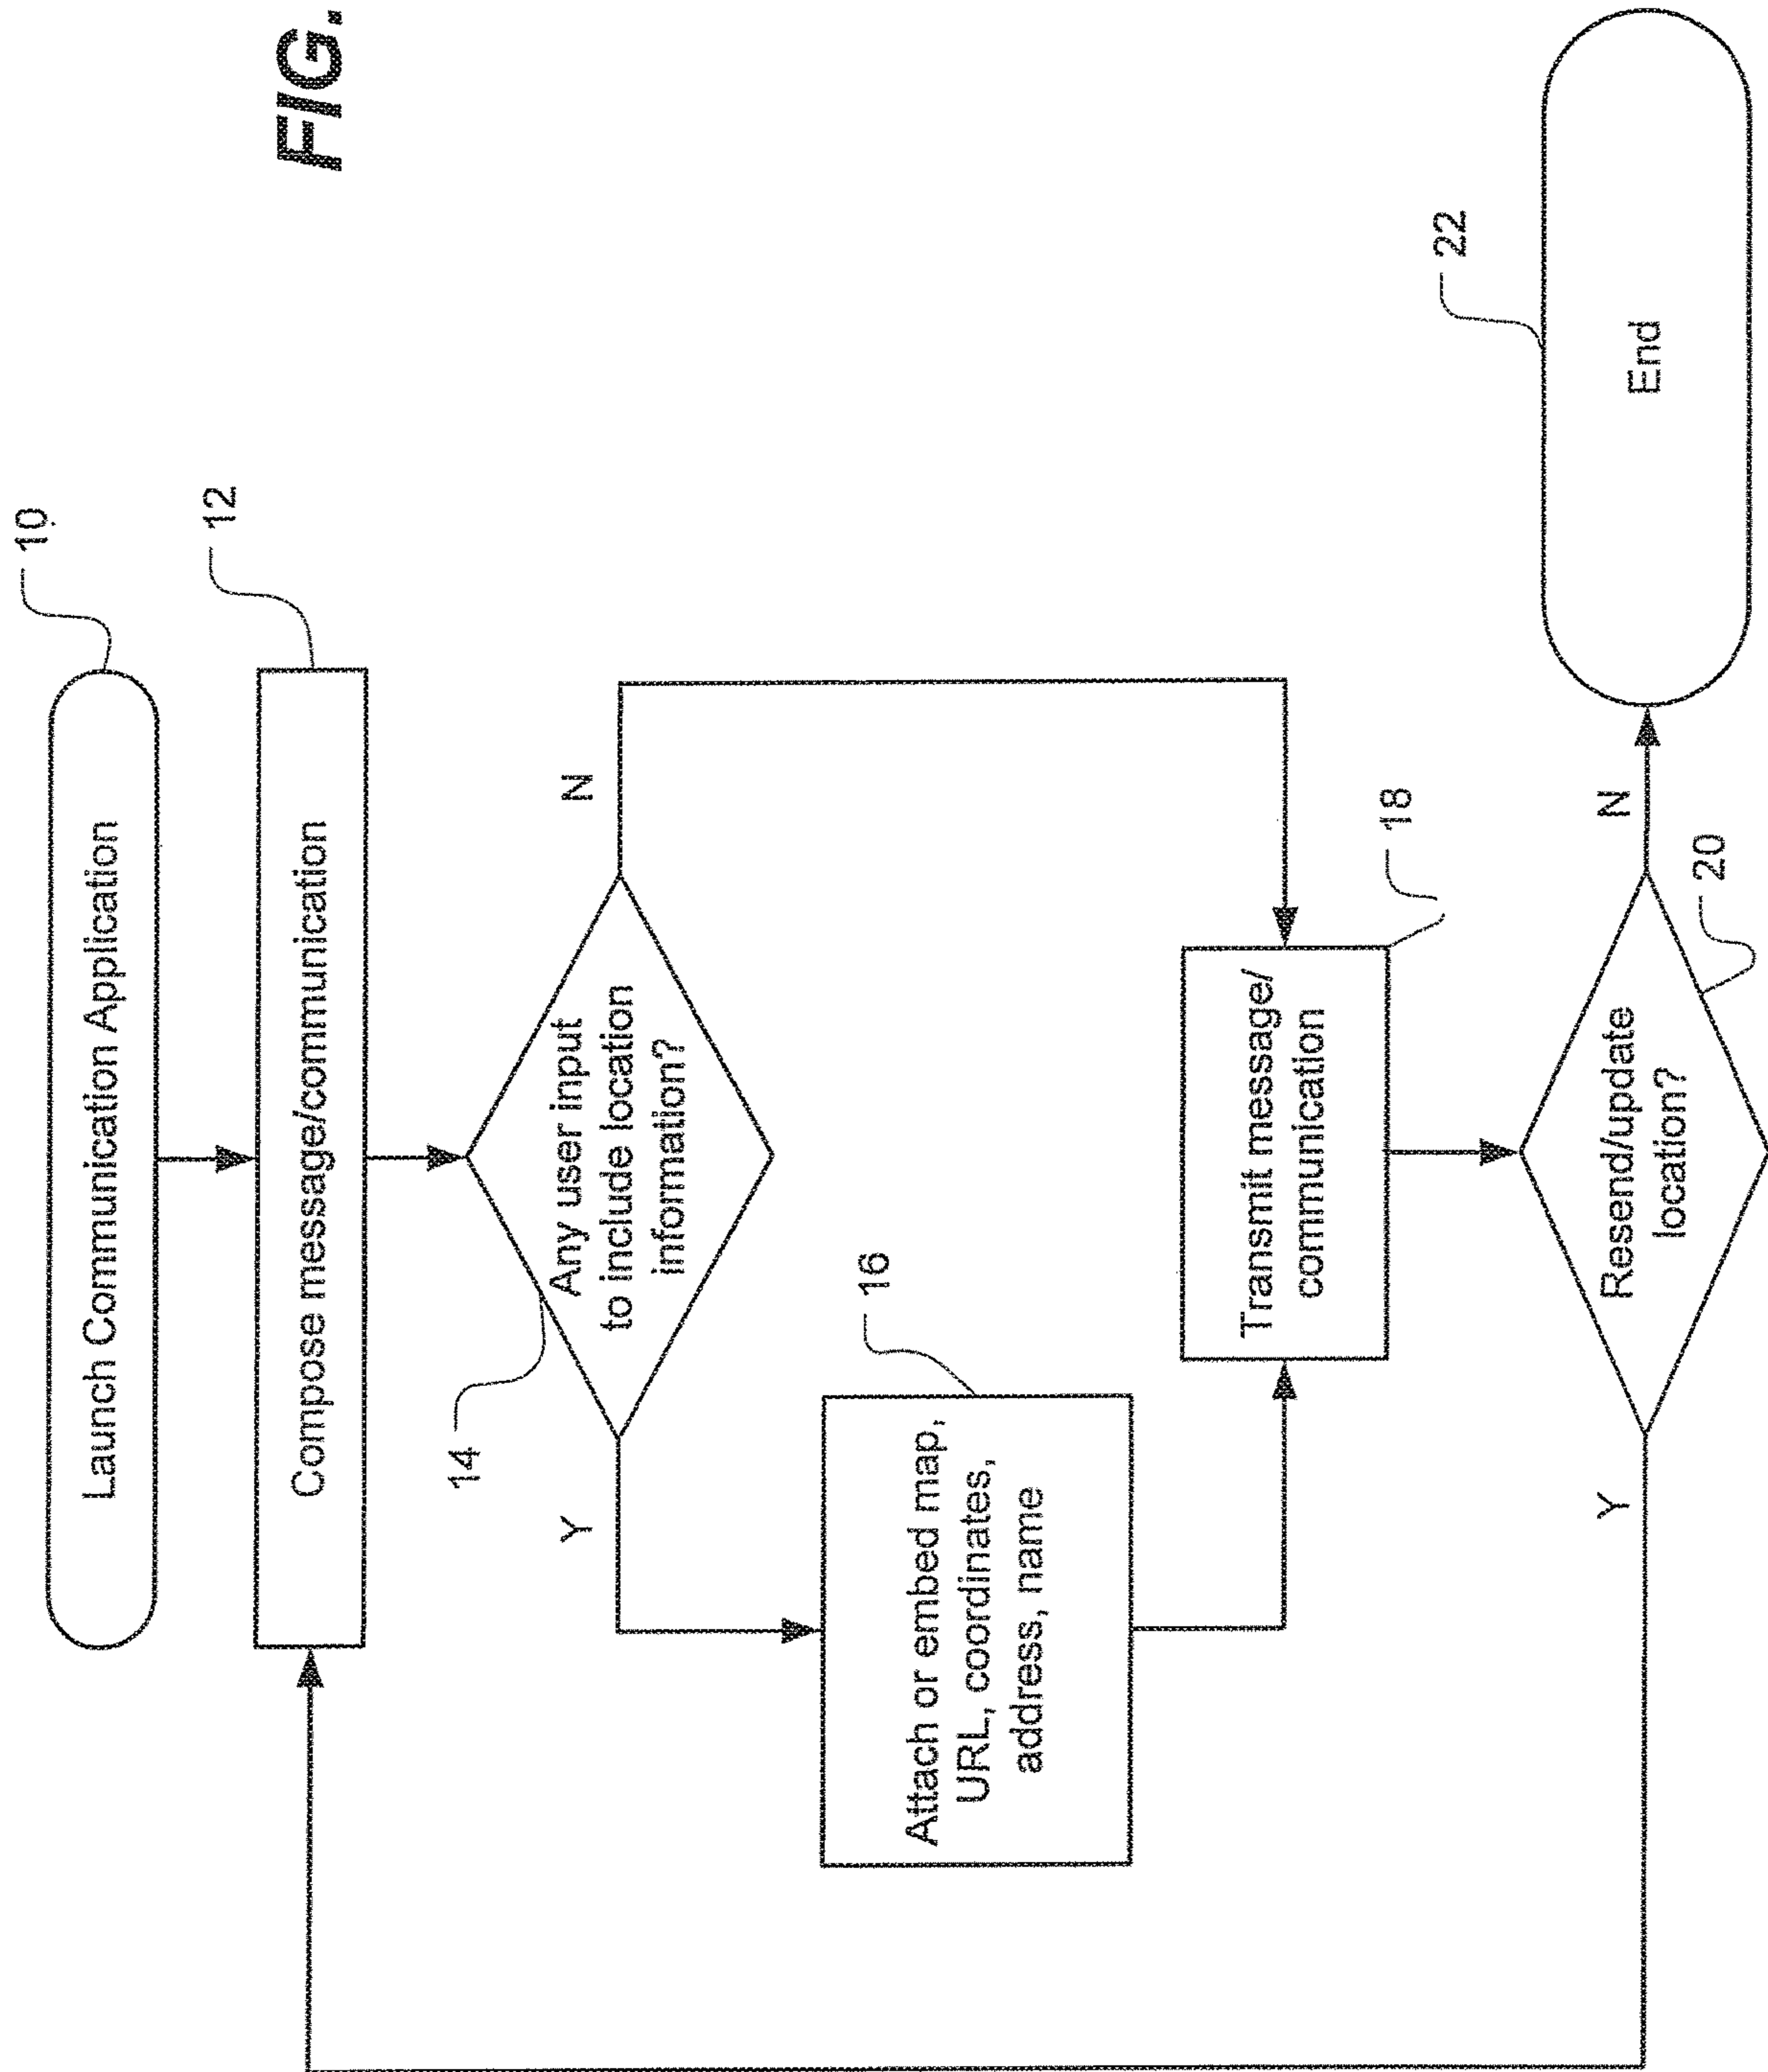 FIG.
10
Launch Communication Application
12
Compose message/communication
14
Any user input
to include location
information?
Y
N
16
Attach or embed map,
URL, coordinates,
address, name
18
Transmit message/
communication
20
Resend/update
location?
Y
N
22
End